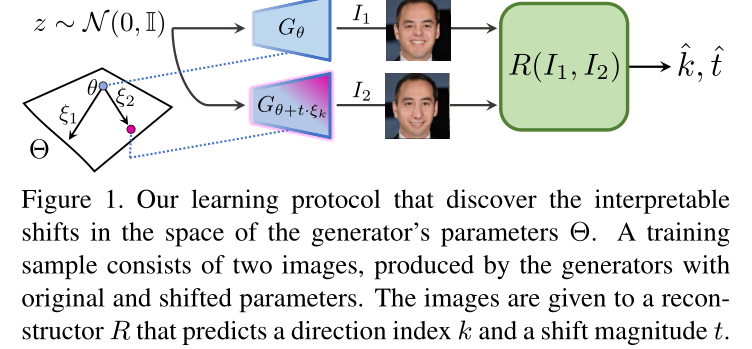 z ∼ N(0, 𝕀)
G_θ
I_1
R(I_1, I_2)
k̂, t̂
θ
ξ_2
ξ_1
Θ
G_{θ+t·ξ_k}
I_2
Figure 1. Our learning protocol that discover the interpretable
shifts in the space of the generator's parameters Θ. A training
sample consists of two images, produced by the generators with
original and shifted parameters. The images are given to a recon-
structor R that predicts a direction index k and a shift magnitude t.